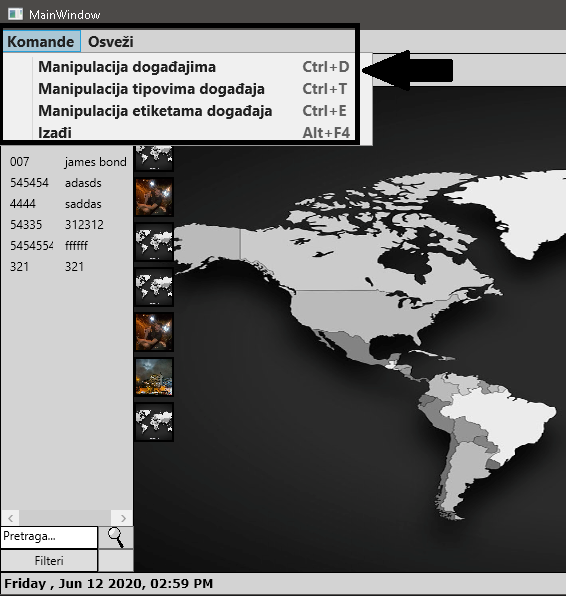 MainWindow
Komande Osveži
Manipulacija događajima Ctrl+D
Manipulacija tipovima događaja Ctrl+T
Manipulacija etiketama događaja Ctrl+E
Izađi Alt+F4
007 james bond
545454 adasds
4444 saddas
54335 312312
5454554 ffffff
321 321
Pretraga...
Filteri
Friday , Jun 12 2020, 02:59 PM